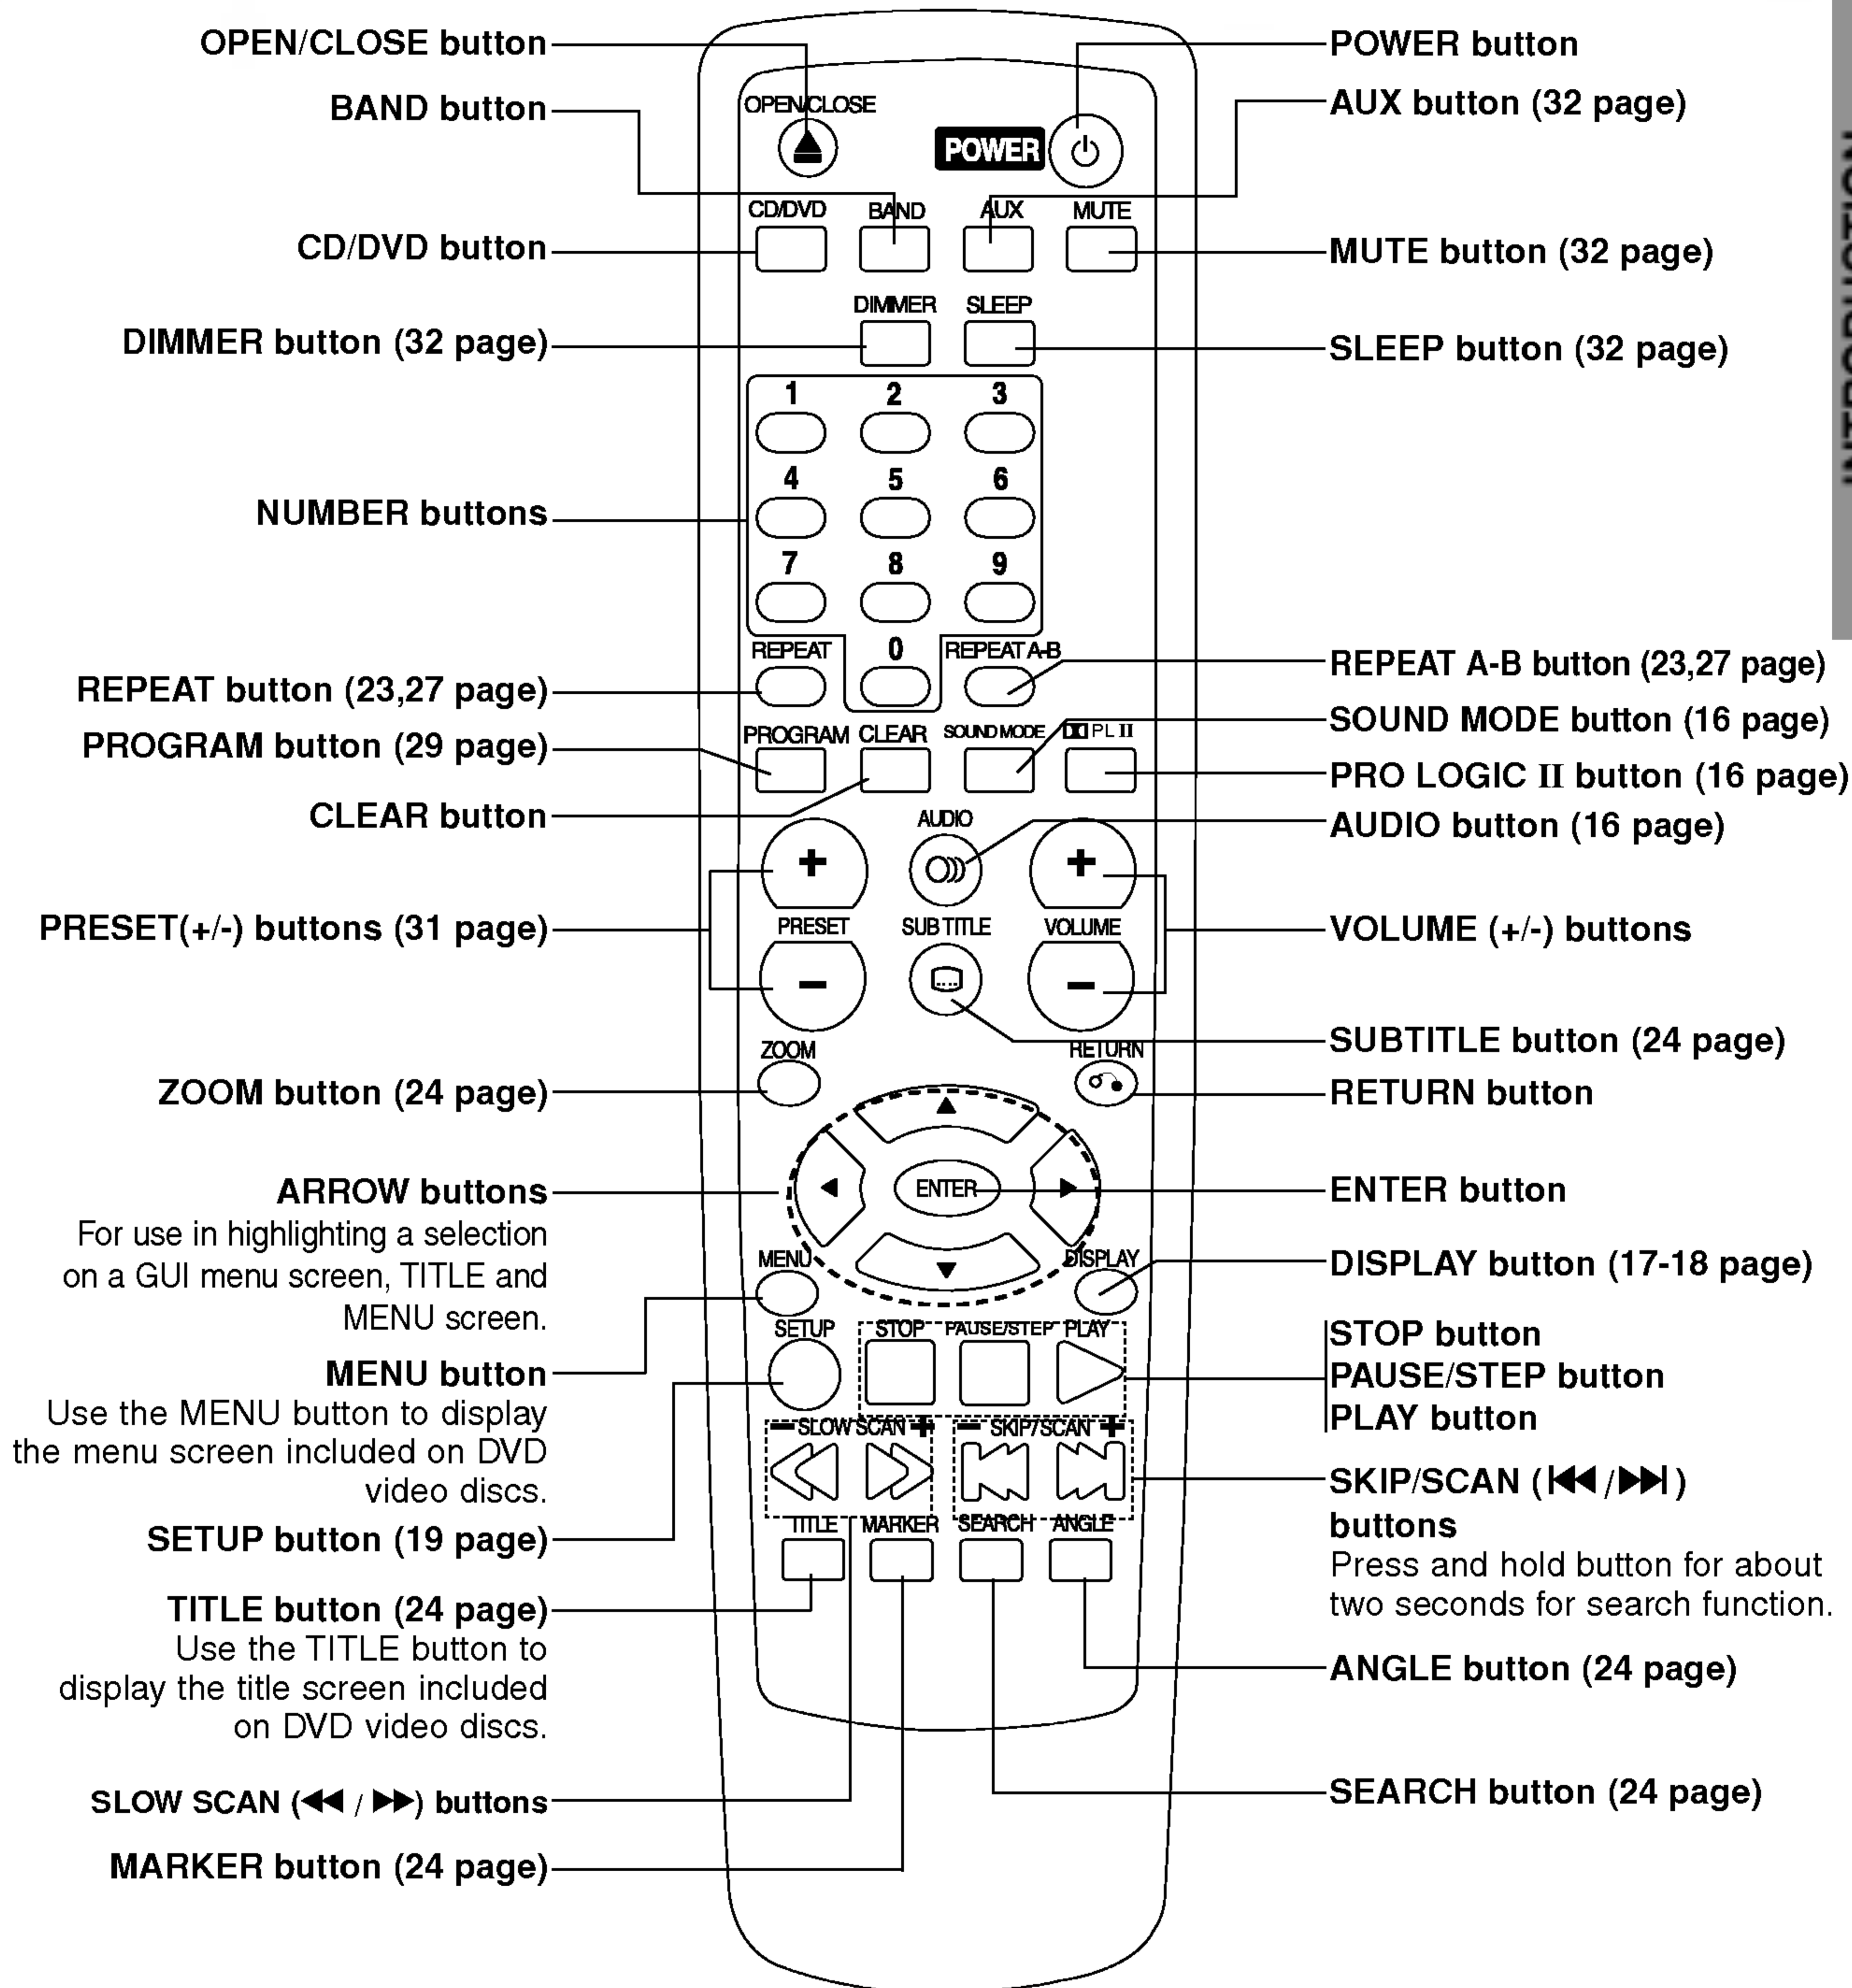 OPEN/CLOSE button
BAND button
CD/DVD button
DIMMER button (32 page)
NUMBER buttons
REPEAT button (23,27 page)
PROGRAM button (29 page)
CLEAR button
PRESET(+/-) buttons (31 page)
ZOOM button (24 page)
ARROW buttons
For use in highlighting a selection
on a GUI menu screen, TITLE and
MENU screen.
MENU button
Use the MENU button to display
the menu screen included on DVD
video discs.
SETUP button (19 page)
TITLE button (24 page)
Use the TITLE button to
display the title screen included
on DVD video discs.
SLOW SCAN (◀◀ / ▶▶) buttons
MARKER button (24 page)
OPEN/CLOSE
POWER
CD/DVD BAND AUX MUTE
DIMMER SLEEP
1 2 3
4 5 6
7 8 9
REPEAT 0 REPEAT A-B
PROGRAM CLEAR SOUND MODE PL II
AUDIO
+ +
PRESET SUB TITLE VOLUME
- -
ZOOM RETURN
ENTER
MENU DISPLAY
SETUP STOP PAUSE/STEP PLAY
- SLOW SCAN + - SKIP/SCAN +
TITLE MARKER SEARCH ANGLE
POWER button
AUX button (32 page)
MUTE button (32 page)
SLEEP button (32 page)
REPEAT A-B button (23,27 page)
SOUND MODE button (16 page)
PRO LOGIC II button (16 page)
AUDIO button (16 page)
VOLUME (+/-) buttons
SUBTITLE button (24 page)
RETURN button
ENTER button
DISPLAY button (17-18 page)
STOP button
PAUSE/STEP button
PLAY button
SKIP/SCAN (|◀◀ / ▶▶|)
buttons
Press and hold button for about
two seconds for search function.
ANGLE button (24 page)
SEARCH button (24 page)